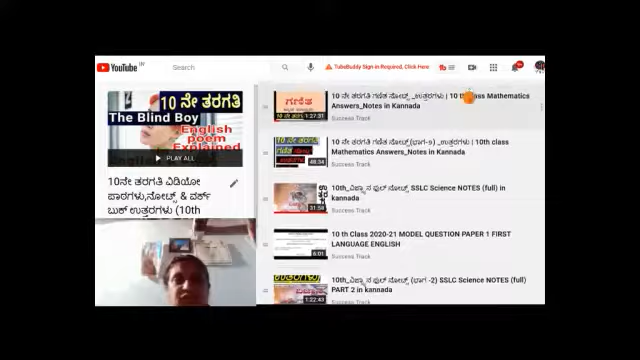 YouTube IN
Search
TubeBuddy Sign in Required, Click Here
10 ನೇ ತರಗತಿ
The Blind Boy
English
poem
Explained
PLAY ALL
10ನೇ ತರಗತಿ ವಿಡಿಯೋ
ಪಾಠಗಳು,ನೋಟ್ಸ್ & ವರ್ಕ್
ಬುಕ್ ಉತ್ತರಗಳು (10th
ಗಣಿತ
1:27:31
10 ನೇ ತರಗತಿ ಗಣಿತ ನೋಟ್ಸ್ _ಉತ್ತರಗಳು | 10 th Class Mathematics
Answers_Notes in Kannada
Success Track
48:34
10 ನೇ ತರಗತಿ ಗಣಿತ ನೋಟ್ಸ್ (ಭಾಗ-೨) _ಉತ್ತರಗಳು | 10th class
Mathematics Answers_Notes in Kannada
Success Track
31:58
10th_ವಿಜ್ಞಾನ ಫುಲ್ ನೋಟ್ಸ್ SSLC Science NOTES (full) in
kannada
Success Track
6:01
10 th Class 2020-21 MODEL QUESTION PAPER 1 FIRST
LANGUAGE ENGLISH
Success Track
ಉತ್ತರಗಳು
1:22:43
10th_ವಿಜ್ಞಾನ ಫುಲ್ ನೋಟ್ಸ್ (ಭಾಗ -2) SSLC Science NOTES (full)
PART 2 in kannada
Success Track